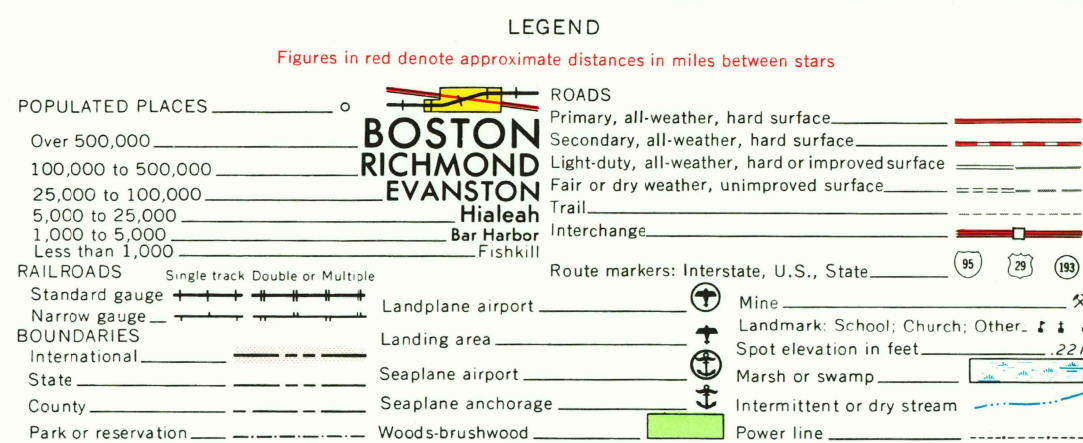 LEGEND
Figures in red denote approximate distances in miles between stars
POPULATED PLACES
Over 500,000 BOSTON
100,000 to 500,000 RICHMOND
25,000 to 100,000 EVANSTON
5,000 to 25,000 Hialeah
1,000 to 5,000 Bar Harbor
Less than 1,000 Fishkill
RAILROADS Single track Double or Multiple
Standard gauge
Narrow gauge
BOUNDARIES
International
State
County
Park or reservation
ROADS
Primary, all-weather, hard surface
Secondary, all-weather, hard surface
Light-duty, all-weather, hard or improved surface
Fair or dry weather, unimproved surface
Trail
Interchange
Route markers: Interstate, U.S., State 95 29 193
Landplane airport
Landing area
Seaplane airport
Seaplane anchorage
Woods-brushwood
Mine
Landmark: School; Church; Other
Spot elevation in feet
Marsh or swamp
Intermittent or dry stream
Power line